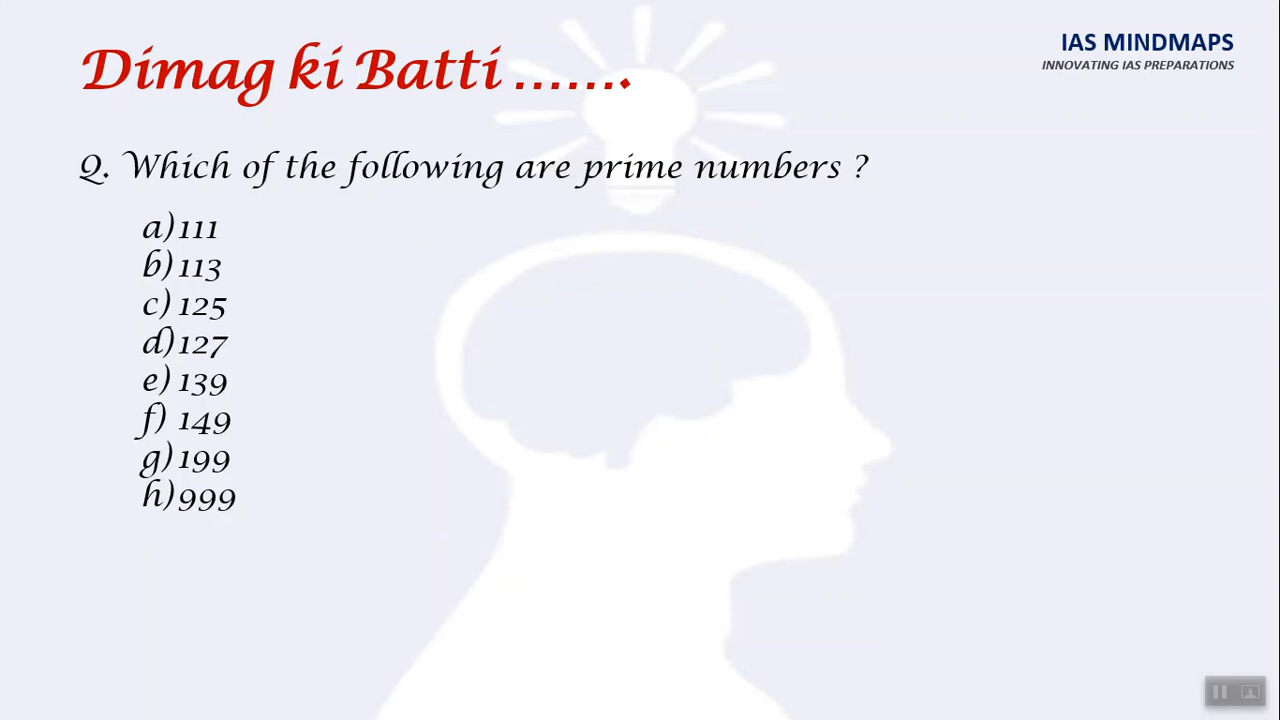 Dimag ki Batti .......
IAS MINDMAPS
INNOVATING IAS PREPARATIONS
Q. Which of the following are prime numbers ?
a) 111
b) 113
c) 125
d) 127
e) 139
f) 149
g) 199
h) 999